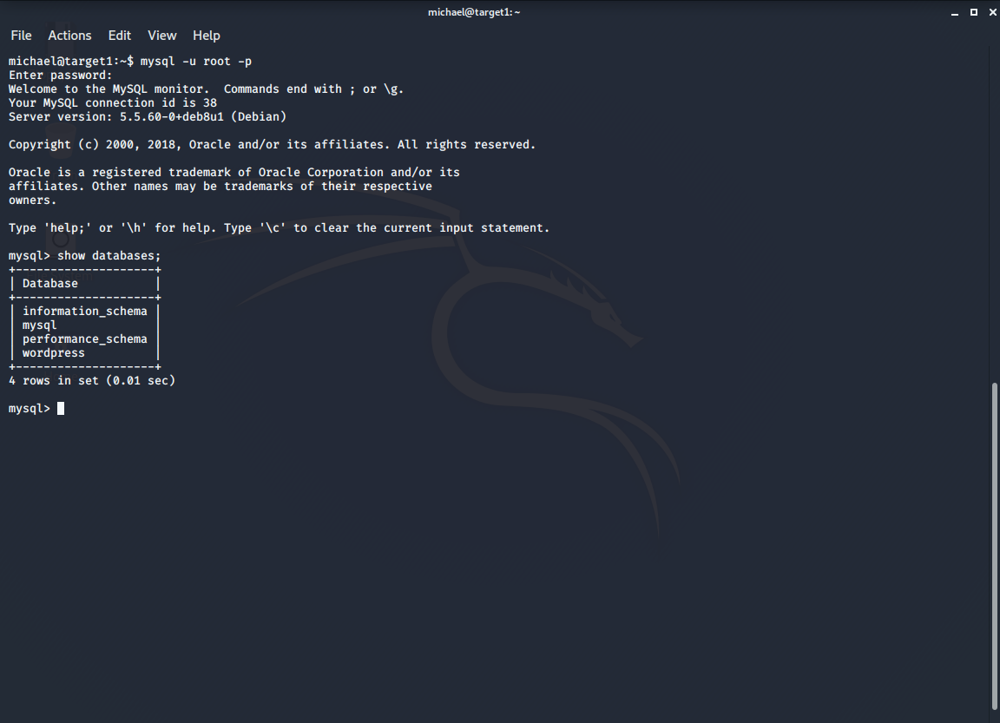 michael@target1: ~
File Actions Edit View Help
michael@target1:~$ mysql -u root -p
Enter password:
Welcome to the MySQL monitor.  Commands end with ; or \g.
Your MySQL connection id is 38
Server version: 5.5.60-0+deb8u1 (Debian)

Copyright (c) 2000, 2018, Oracle and/or its affiliates. All rights reserved.

Oracle is a registered trademark of Oracle Corporation and/or its
affiliates. Other names may be trademarks of their respective
owners.

Type 'help;' or '\h' for help. Type '\c' to clear the current input statement.

mysql> show databases;
+--------------------+
| Database           |
+--------------------+
| information_schema |
| mysql              |
| performance_schema |
| wordpress          |
+--------------------+
4 rows in set (0.01 sec)

mysql>